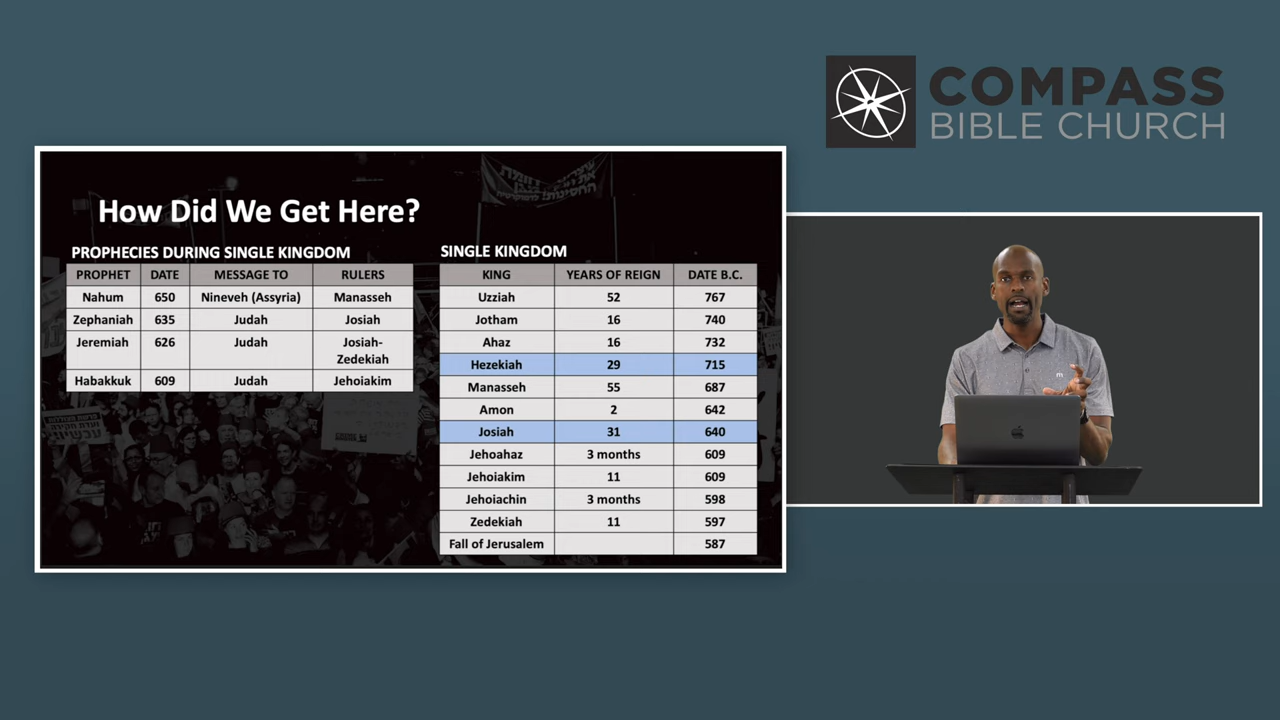 COMPASS
BIBLE CHURCH
How Did We Get Here?
PROPHECIES DURING SINGLE KINGDOM
PROPHET DATE MESSAGE TO RULERS
Nahum 650 Nineveh (Assyria) Manasseh
Zephaniah 635 Judah Josiah
Jeremiah 626 Judah Josiah-
Zedekiah
Habakkuk 609 Judah Jehoiakim
SINGLE KINGDOM
KING YEARS OF REIGN DATE B.C.
Uzziah 52 767
Jotham 16 740
Ahaz 16 732
Hezekiah 29 715
Manasseh 55 687
Amon 2 642
Josiah 31 640
Jehoahaz 3 months 609
Jehoiakim 11 609
Jehoiachin 3 months 598
Zedekiah 11 597
Fall of Jerusalem 587
עכשיו